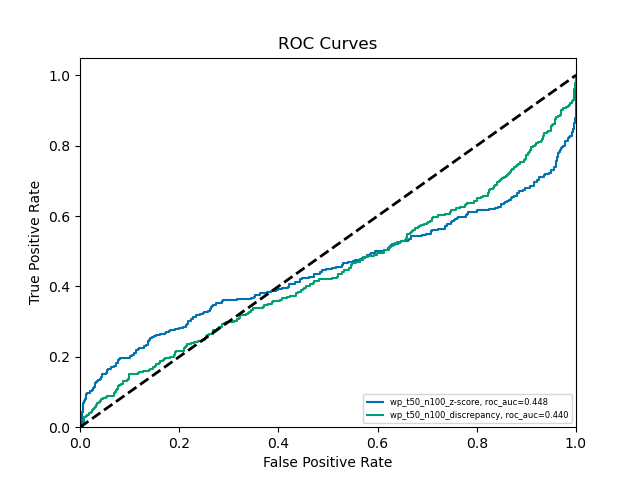 ROC Curves
True Positive Rate
1.0
0.8
0.6
0.4
0.2
0.0
0.0 0.2 0.4 0.6 0.8 1.0
False Positive Rate
wp_t50_n100_z-score, roc_auc=0.448
wp_t50_n100_discrepancy, roc_auc=0.440